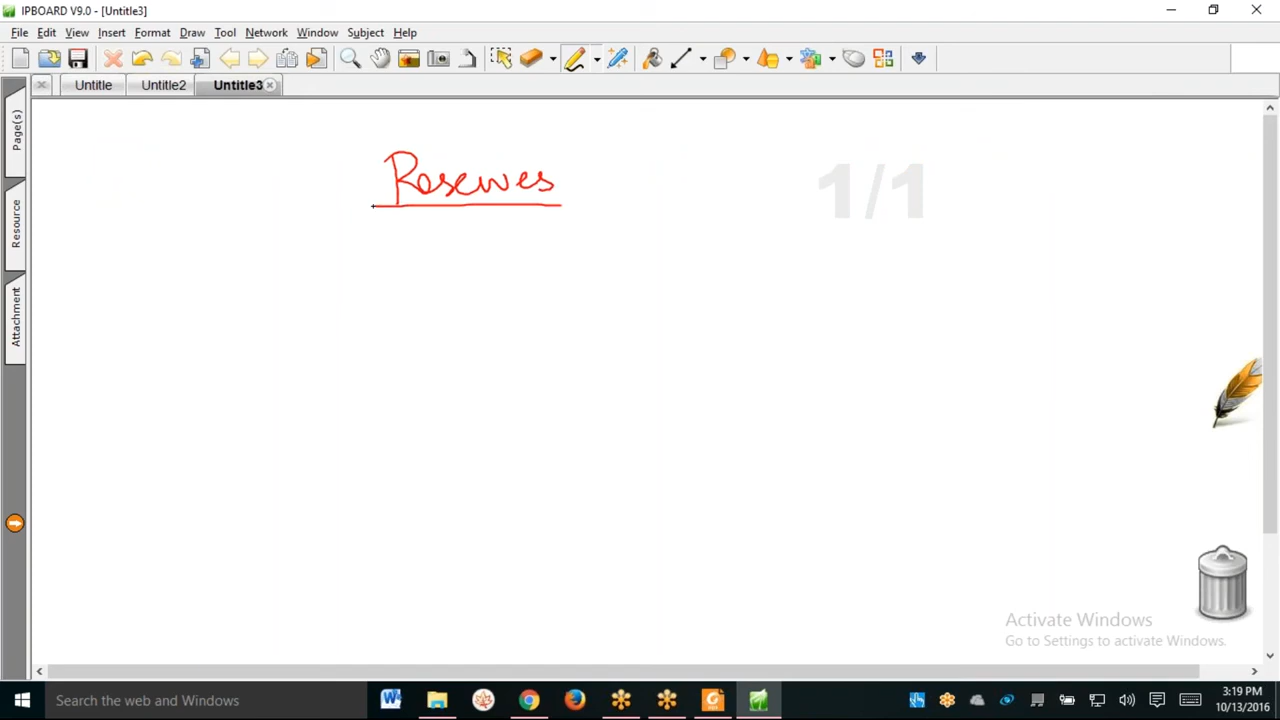 IPBOARD V9.0 - [Untitle3]
File Edit View Insert Format Draw Tool Network Window Subject Help
Untitle Untitle2 Untitle3
Page(s)
Resource
Attachment
Reserves
1/1
Activate Windows
Go to Settings to activate Windows.
Search the web and Windows
3:19 PM
10/13/2016